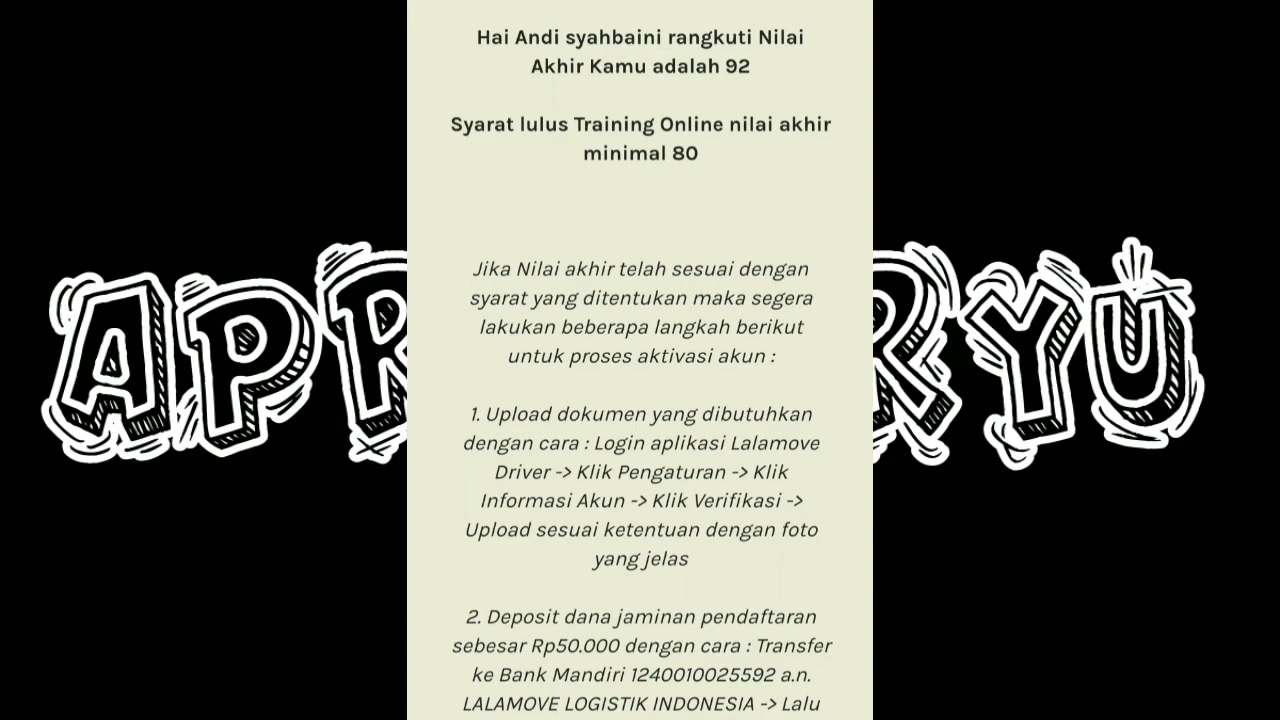 Hai Andi syahbaini rangkuti Nilai
Akhir Kamu adalah 92
Syarat lulus Training Online nilai akhir
minimal 80
Jika Nilai akhir telah sesuai dengan
syarat yang ditentukan maka segera
lakukan beberapa langkah berikut
untuk proses aktivasi akun :
1. Upload dokumen yang dibutuhkan
dengan cara : Login aplikasi Lalamove
Driver -> Klik Pengaturan -> Klik
Informasi Akun -> Klik Verifikasi ->
Upload sesuai ketentuan dengan foto
yang jelas
2. Deposit dana jaminan pendaftaran
sebesar Rp50.000 dengan cara : Transfer
ke Bank Mandiri 1240010025592 a.n.
LALAMOVE LOGISTIK INDONESIA -> Lalu